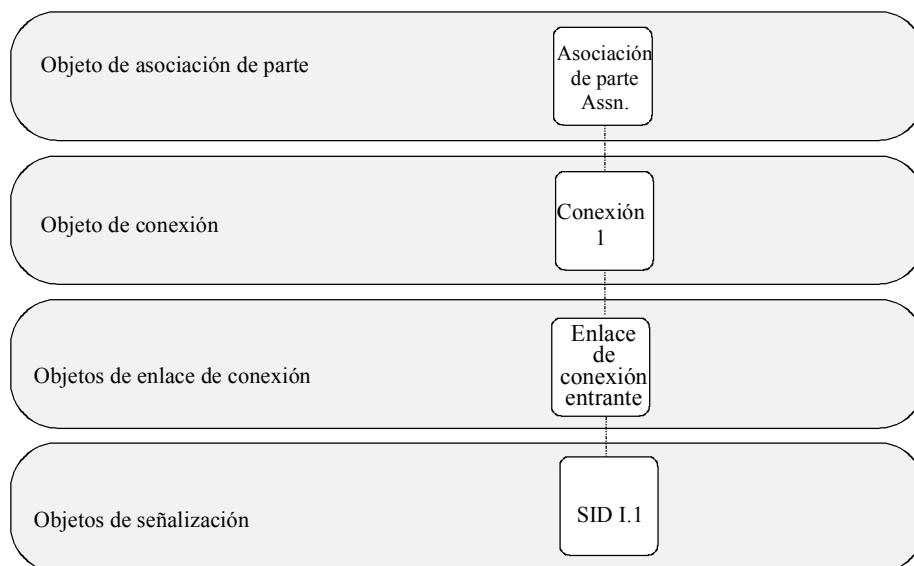 Objeto de asociación de parte
Asociación
de parte
Assn.
Objeto de conexión
Conexión
1
Objetos de enlace de conexión
Enlace
de
conexión
entrante
Objetos de señalización
SID I.1